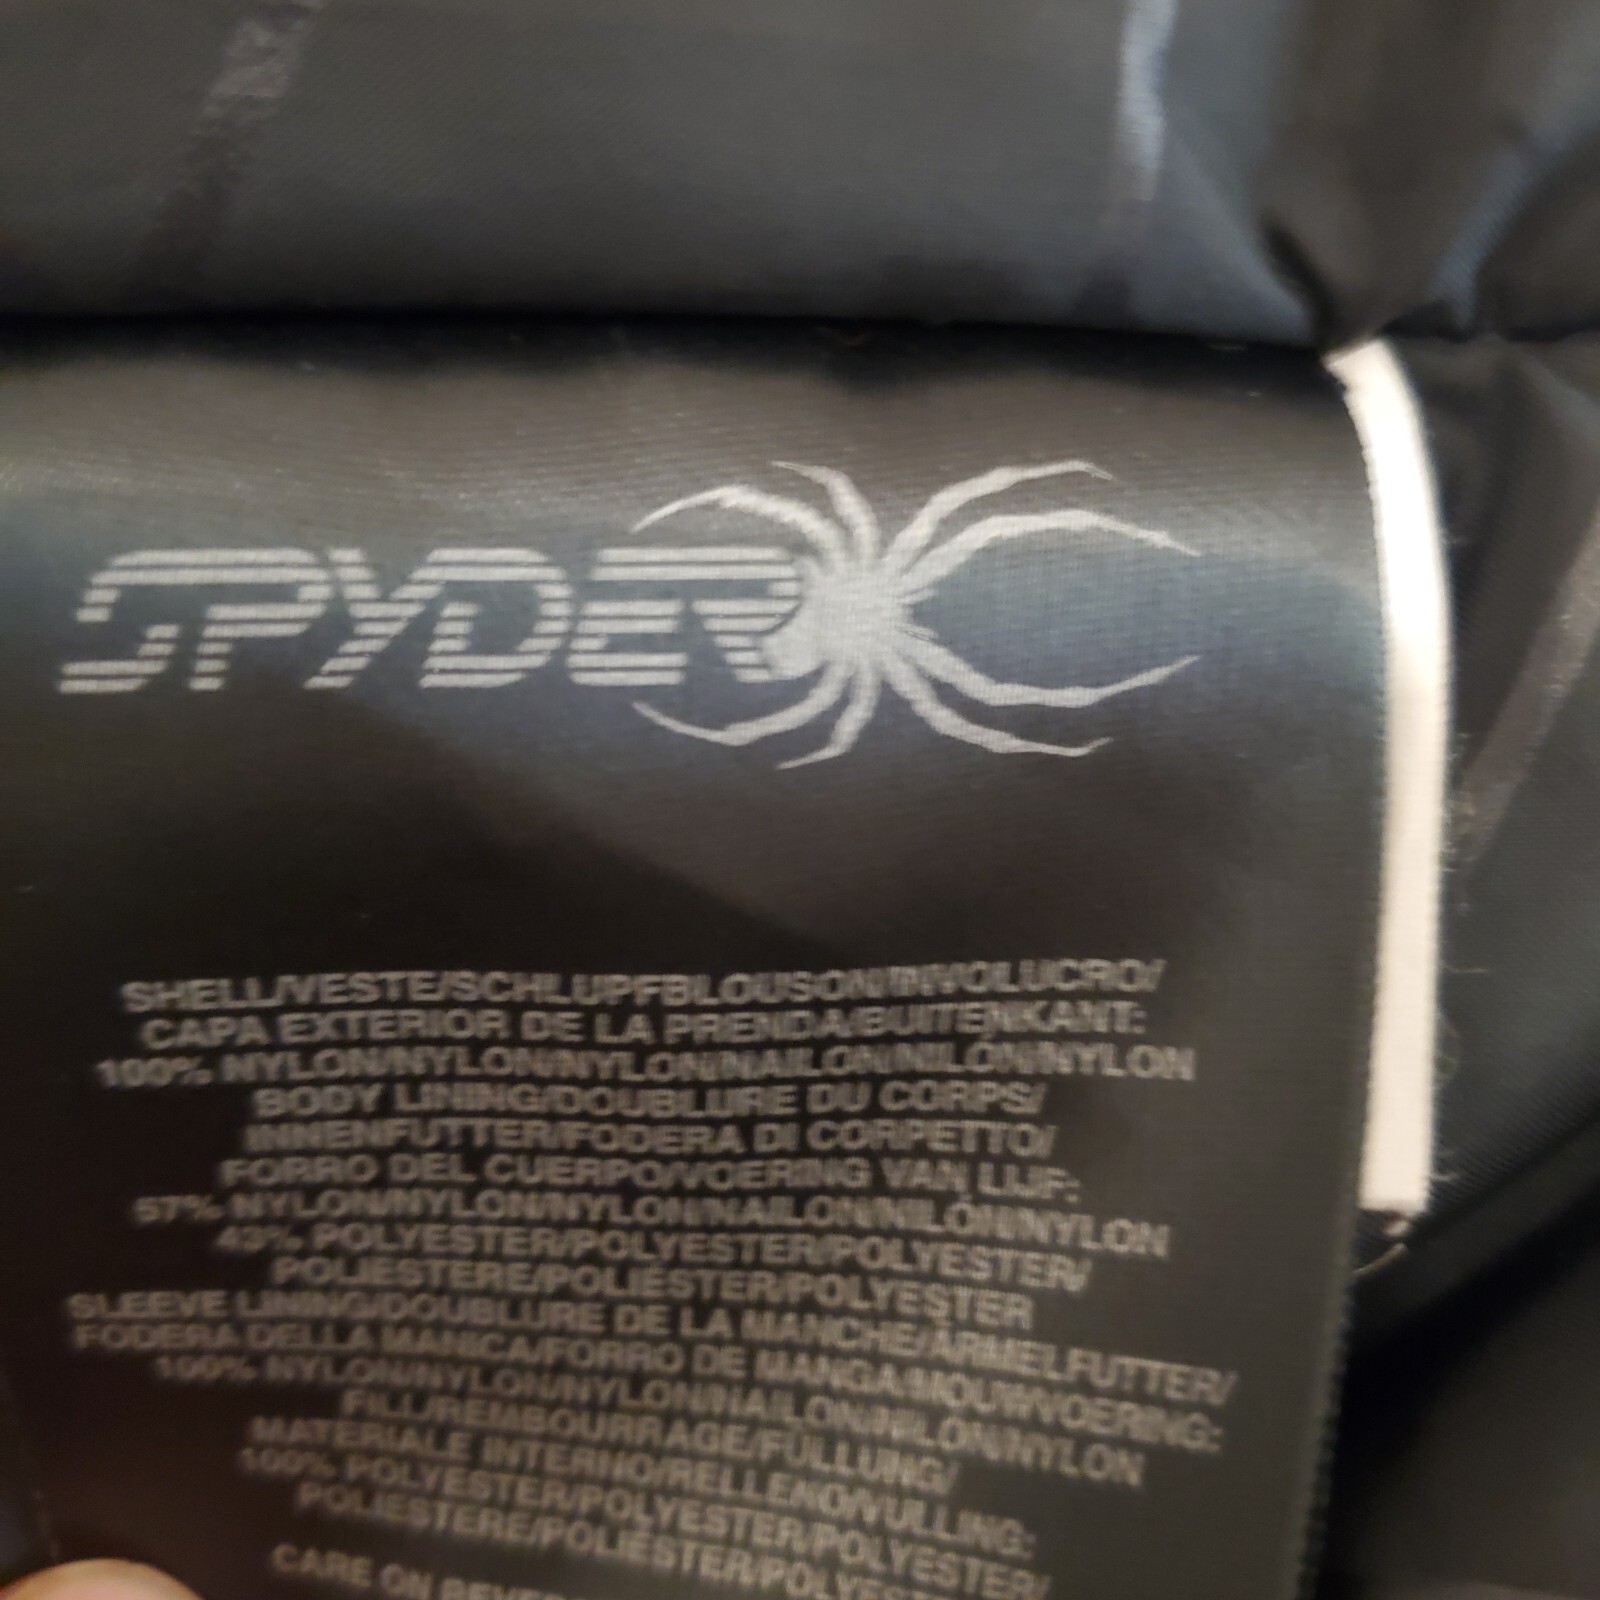 SPYDER
SHELL/VESTE/SCHLUPFBLOUSON/INVOLUCRO/
CAPA EXTERIOR DE LA PRENDA/BUITENKANT:
100% NYLON/NYLON/NYLON/NAILON/NILÓN/NYLON
BODY LINING/DOUBLURE DU CORPS/
INNENFUTTER/FODERA DI CORPETTO/
FORRO DEL CUERPO/VOERING VAN LIJF:
57% NYLON/NYLON/NYLON/NAILON/NILÓN/NYLON
43% POLYESTER/POLYESTER/POLYESTER/
POLIESTERE/POLIÉSTER/POLYESTER
SLEEVE LINING/DOUBLURE DE LA MANCHE/ÄRMELFUTTER/
FODERA DELLA MANICA/FORRO DE MANGA/MOUWVOERING:
100% NYLON/NYLON/NYLON/NAILON/NILÓN/NYLON
FILL/REMBOURRAGE/FÜLLUNG/
MATERIALE INTERNO/RELLENO/VULLING:
100% POLYESTER/POLYESTER/POLYESTER/
POLIESTERE/POLIÉSTER/POLYESTER
CARE ON